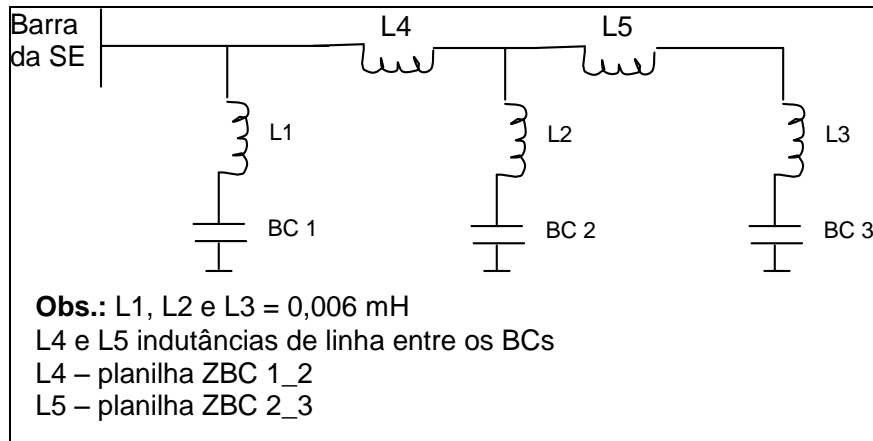 Barra
da SE
L4
L5
L1
L2
L3
BC 1
BC 2
BC 3
Obs.: L1, L2 e L3 = 0,006 mH
L4 e L5 indutâncias de linha entre os BCs
L4 – planilha ZBC 1_2
L5 – planilha ZBC 2_3